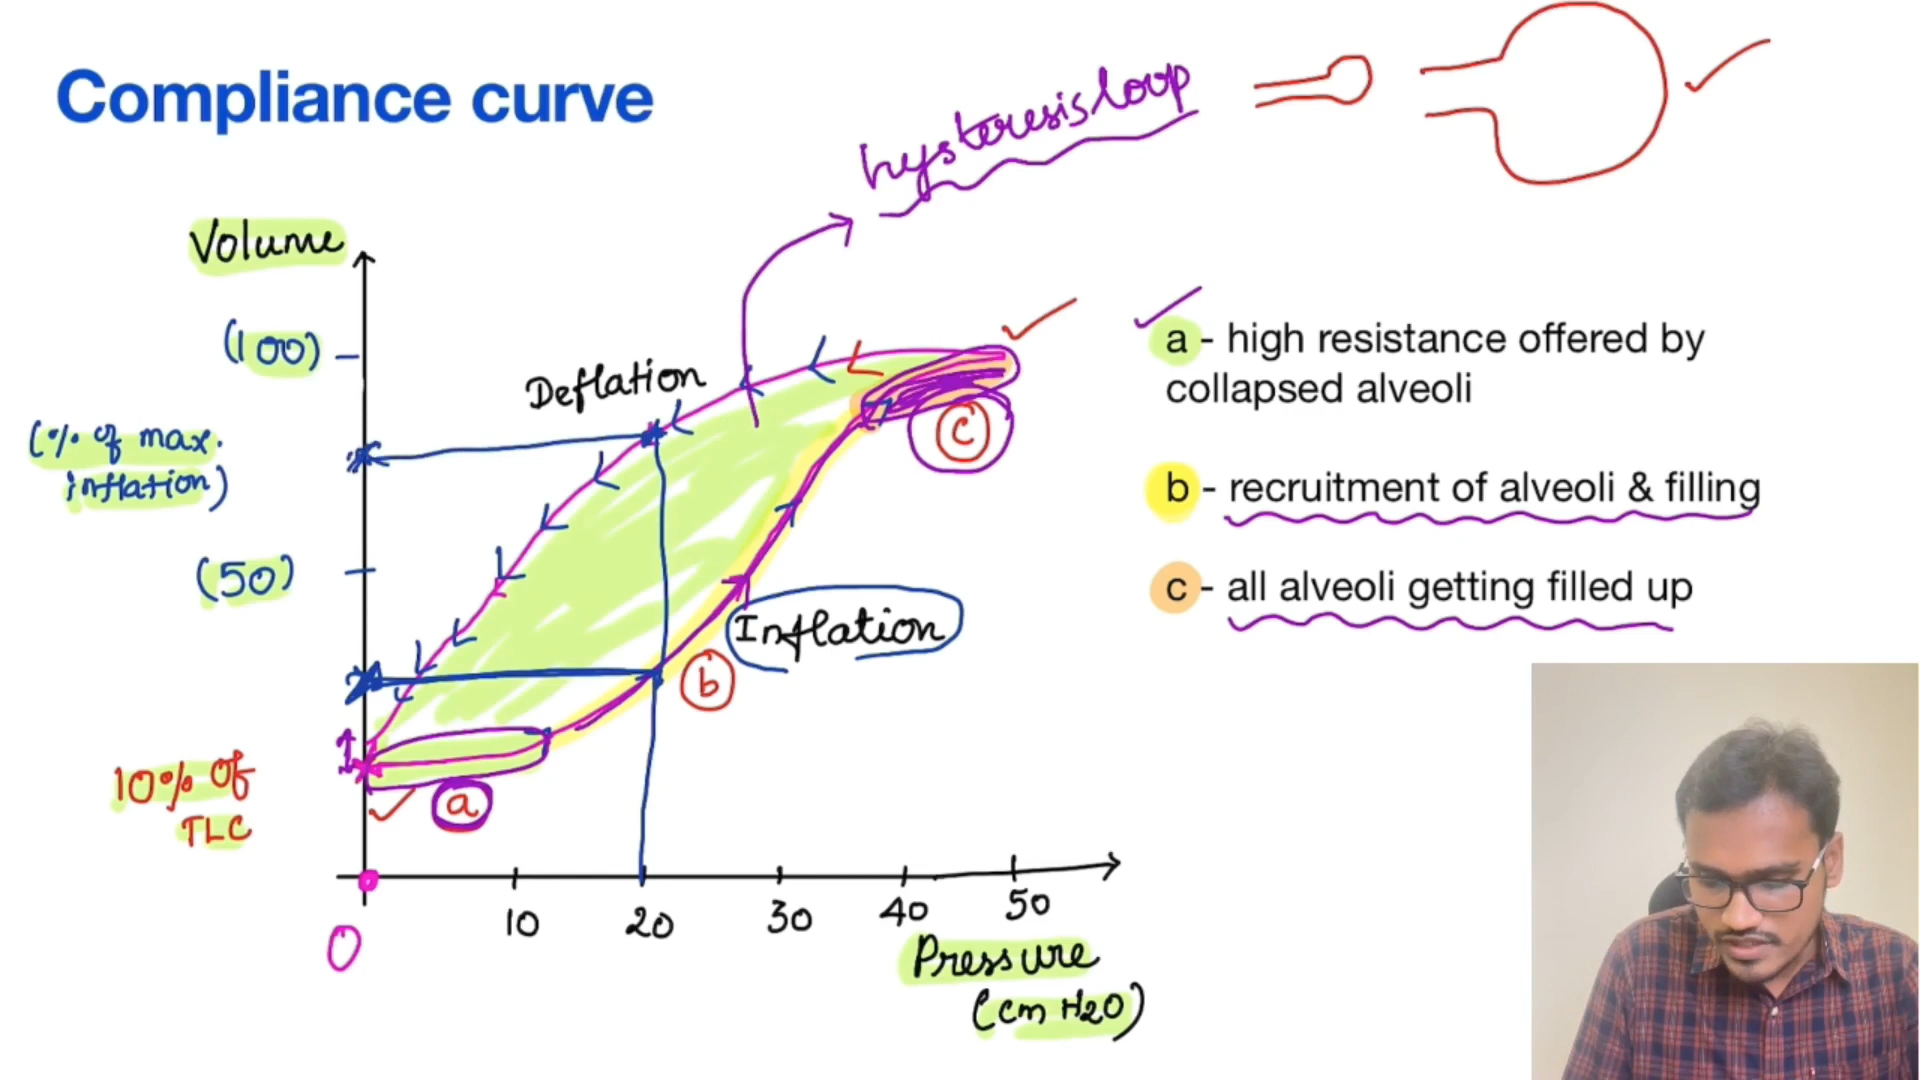 Compliance curve
hysteresis loop
Volume
(100)
Deflation
(% of max.
inflation)
(50)
Inflation
10% of
TLC
a
b
c
0
10
20
30
40
50
Pressure
(cm H2O)
a - high resistance offered by
collapsed alveoli
b - recruitment of alveoli & filling
c - all alveoli getting filled up